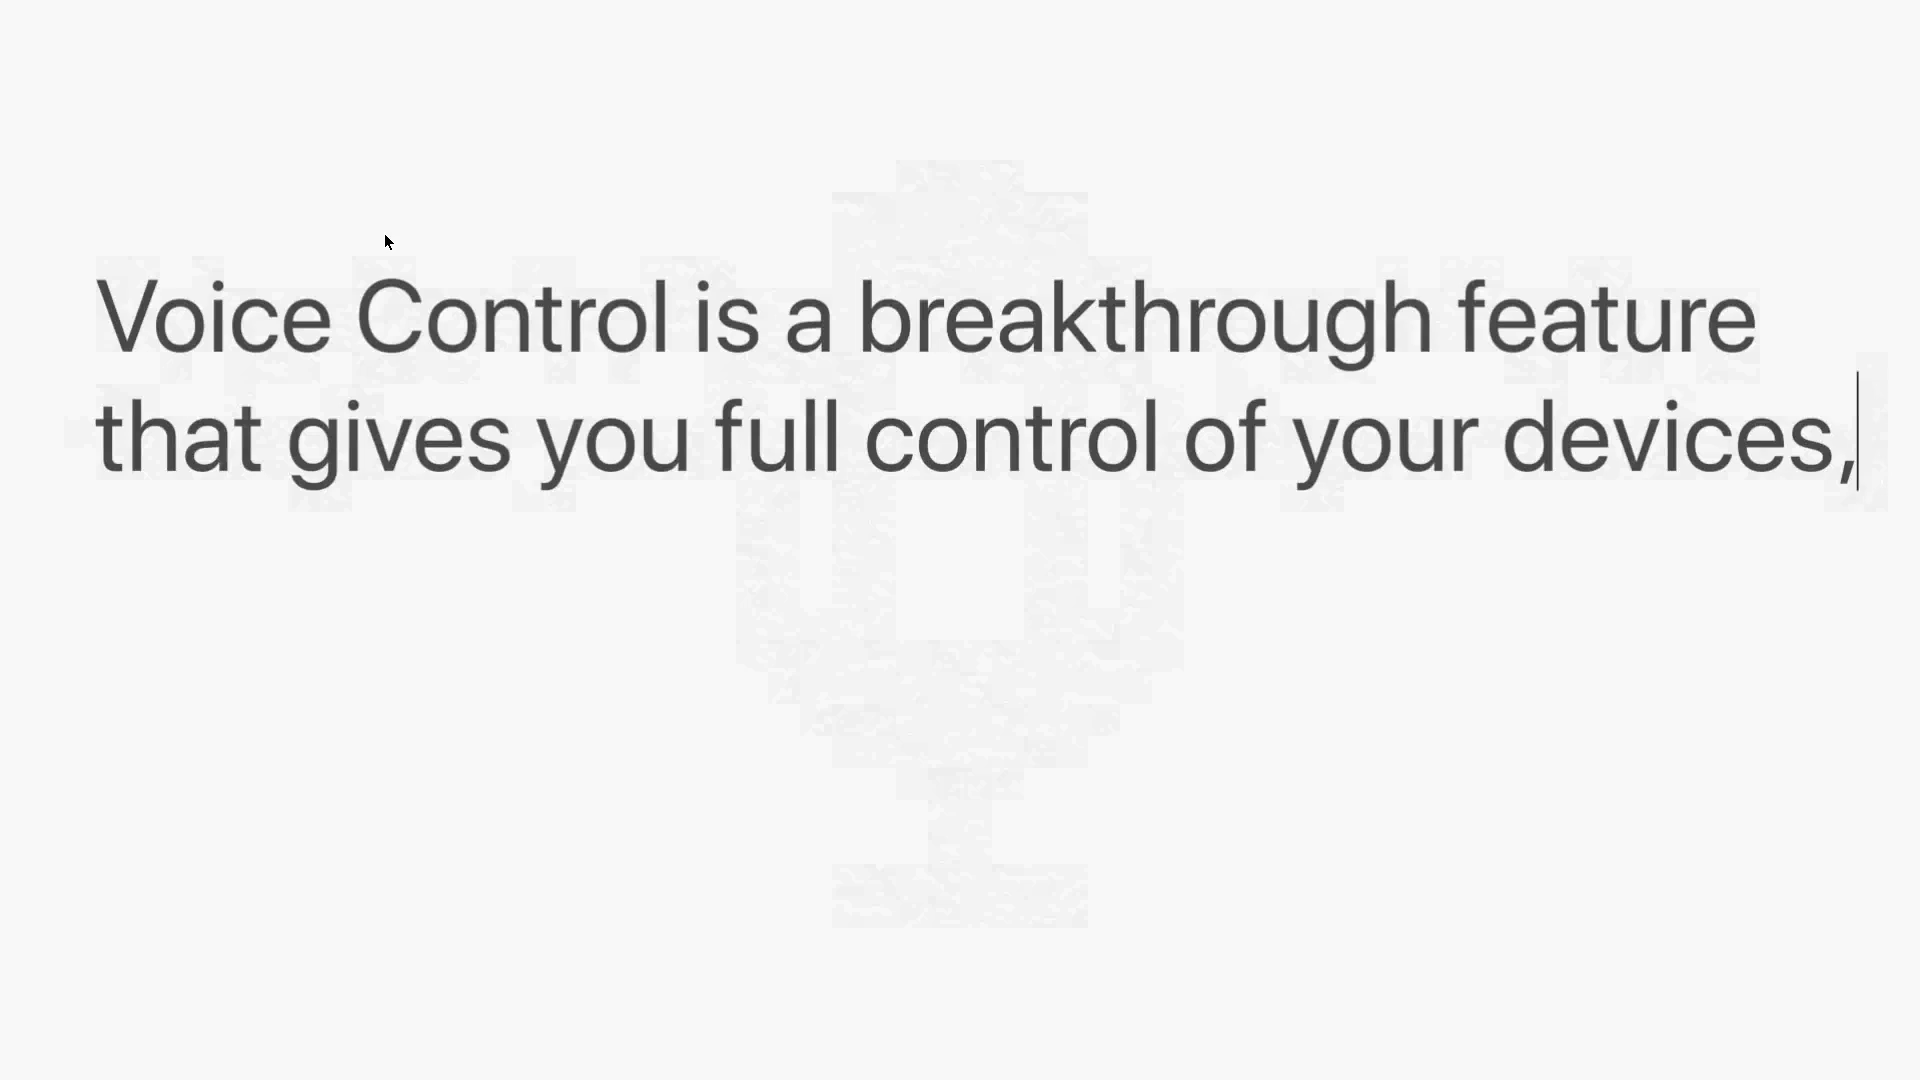 Voice Control is a breakthrough feature
that gives you full control of your devices,